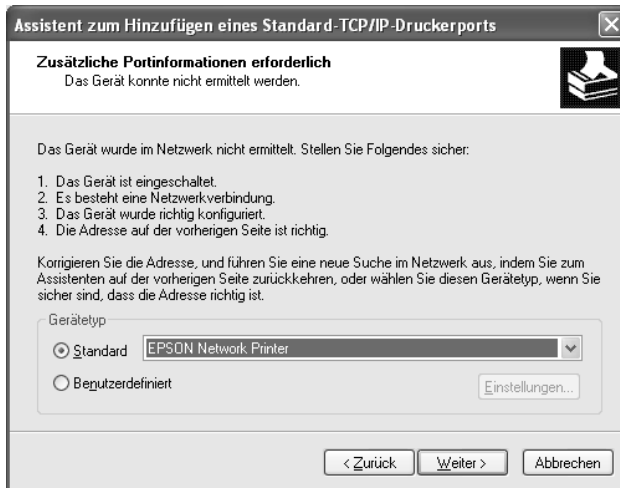 Assistent zum Hinzufügen eines Standard-TCP/IP-Druckerports
Zusätzliche Portinformationen erforderlich
Das Gerät konnte nicht ermittelt werden.
Das Gerät wurde im Netzwerk nicht ermittelt. Stellen Sie Folgendes sicher:
1. Das Gerät ist eingeschaltet.
2. Es besteht eine Netzwerkverbindung.
3. Das Gerät wurde richtig konfiguriert.
4. Die Adresse auf der vorherigen Seite ist richtig.
Korrigieren Sie die Adresse, und führen Sie eine neue Suche im Netzwerk aus, indem Sie zum
Assistenten auf der vorherigen Seite zurückkehren, oder wählen Sie diesen Gerätetyp, wenn Sie
sicher sind, dass die Adresse richtig ist.
Gerätetyp
Standard EPSON Network Printer
Benutzerdefiniert Einstellungen...
< Zurück Weiter > Abbrechen